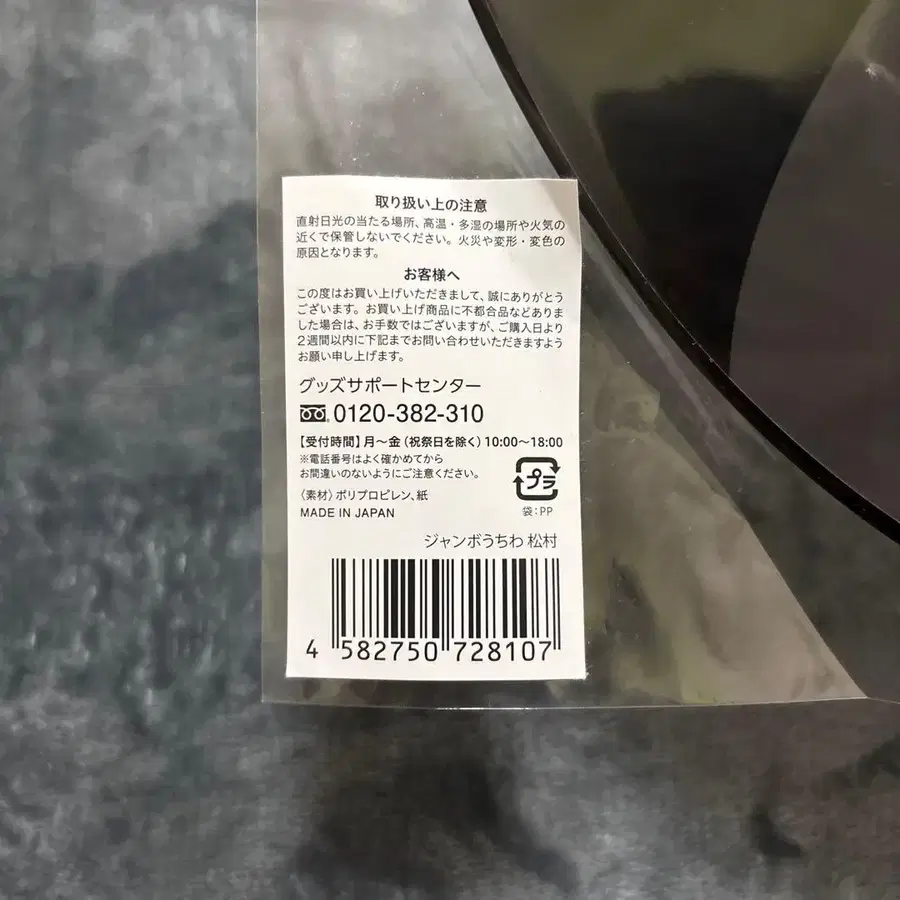 取り扱い上の注意
直射日光の当たる場所、高温・多湿の場所や火気の
近くで保管しないでください。火災や変形・変色の
原因となります。
お客様へ
この度はお買い上げいただきまして、誠にありがとう
ございます。お買い上げ商品に不都合品などありま
した場合は、お手数ではございますが、ご購入日より
2週間以内に下記までお問い合わせいただきますよう
お願い申し上げます。
グッズサポートセンター
0120-382-310
【受付時間】月〜金（祝祭日を除く）10:00〜18:00
※電話番号はよく確かめてから
お間違いのないようにご注意ください。
〈素材〉ポリプロピレン、紙
MADE IN JAPAN
プラ
袋：PP
ジャンボうちわ 松村
4 582750 728107